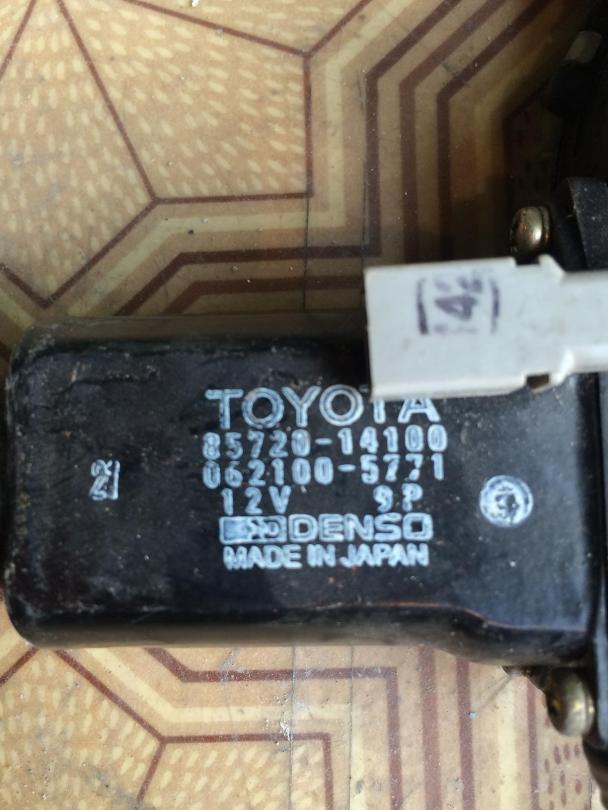 TOYOTA
85720-14100
062100-5771
12V 9P
DENSO
MADE IN JAPAN